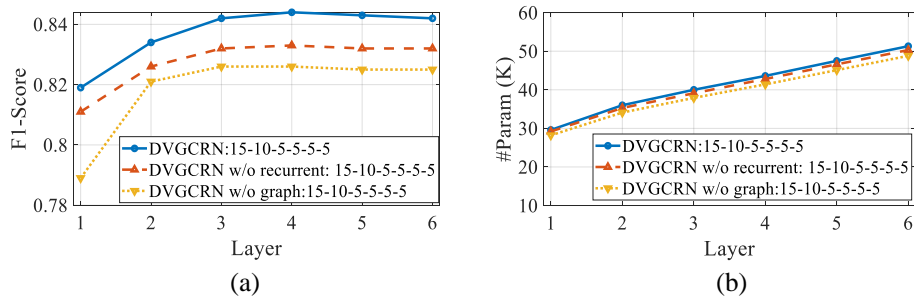 0.84
0.82
0.8
0.78
F1-Score
DVGCRN:15-10-5-5-5-5
DVGCRN w/o recurrent: 15-10-5-5-5-5
DVGCRN w/o graph:15-10-5-5-5-5
1 2 3 4 5 6
Layer
(a)
60
50
40
30
20
10
#Param (K)
DVGCRN:15-10-5-5-5-5
DVGCRN w/o recurrent: 15-10-5-5-5-5
DVGCRN w/o graph:15-10-5-5-5-5
1 2 3 4 5 6
Layer
(b)